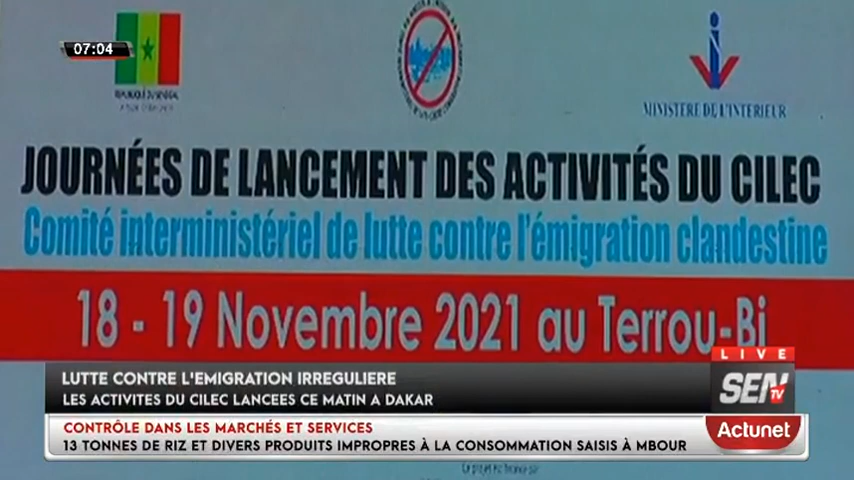 07:04
REPUBLIQUE DU SENEGAL
MINISTERE DE L'INTERIEUR
JOURNÉES DE LANCEMENT DES ACTIVITÉS DU CILEC
Comité interministériel de lutte contre l'émigration clandestine
18 - 19 Novembre 2021 au Terrou-Bi
LIVE
SEN TV
LUTTE CONTRE L'EMIGRATION IRREGULIERE
LES ACTIVITES DU CILEC LANCEES CE MATIN A DAKAR
CONTRÔLE DANS LES MARCHÉS ET SERVICES
13 TONNES DE RIZ ET DIVERS PRODUITS IMPROPRES À LA CONSOMMATION SAISIS À MBOUR
Actunet